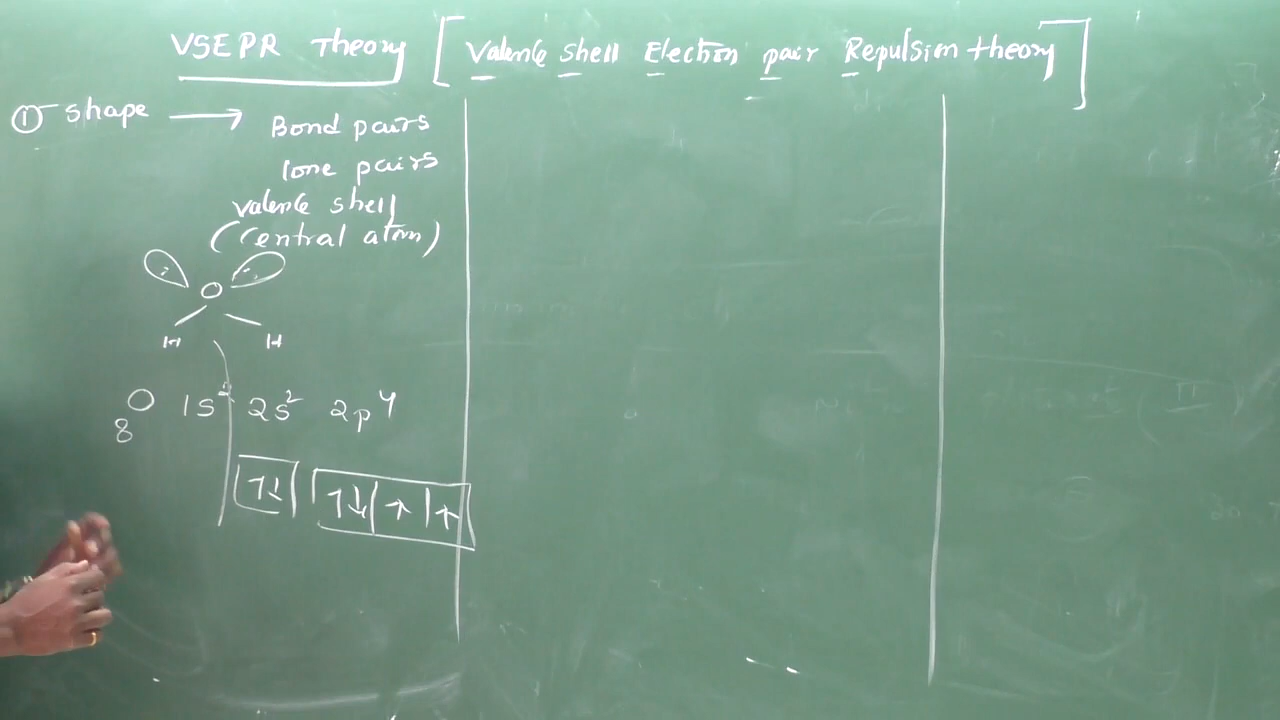 VSEPR Theory [Valence shell Electron pair Repulsion theory]
① shape → Bond pairs
lone pairs
valence shell
(central atom)
O
H H
O 1s² 2s² 2p⁴
8
↑↓ ↑↓ ↑ ↑